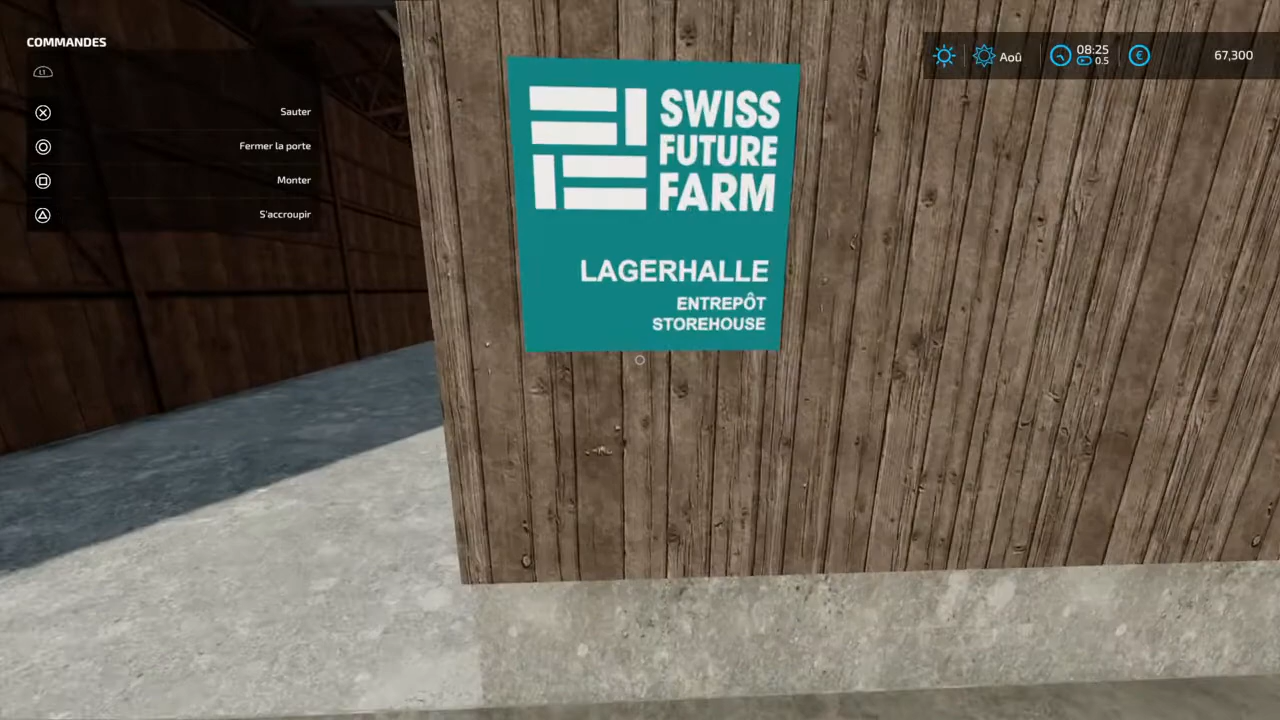 COMMANDES
L1
Sauter
Fermer la porte
Monter
S'accroupir
Aoû
08:25
0.5
€
67,300
SWISS
FUTURE
FARM
LAGERHALLE
ENTREPÔT
STOREHOUSE